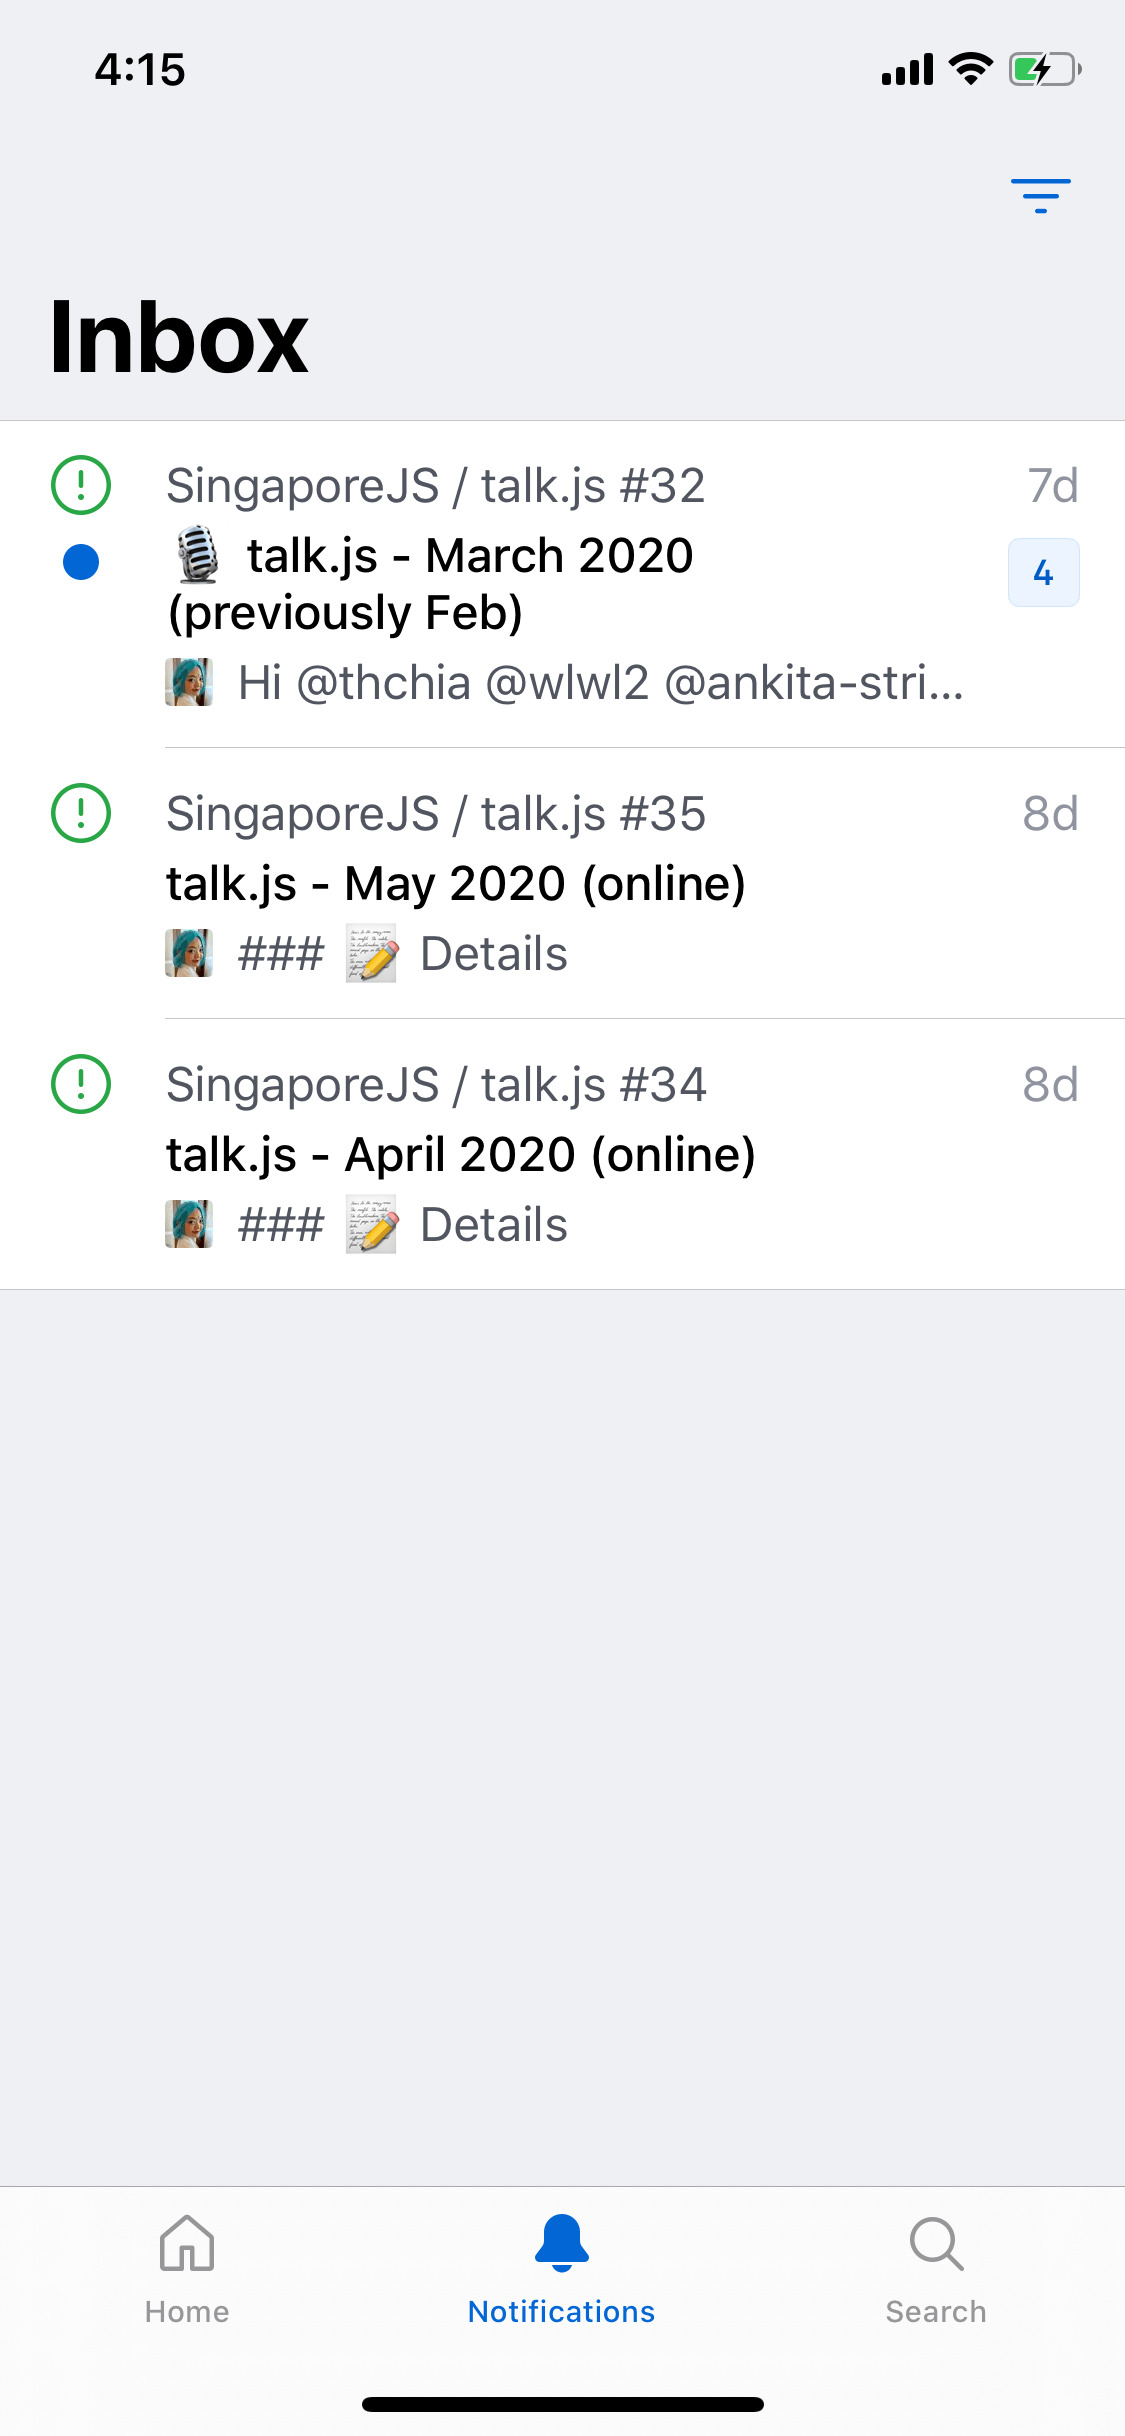 4:15
Inbox
SingaporeJS / talk.js #32 7d
🎙 talk.js - March 2020
(previously Feb)
4
Hi @thchia @wlwl2 @ankita-stri...
SingaporeJS / talk.js #35 8d
talk.js - May 2020 (online)
### 📝 Details
SingaporeJS / talk.js #34 8d
talk.js - April 2020 (online)
### 📝 Details
Home Notifications Search